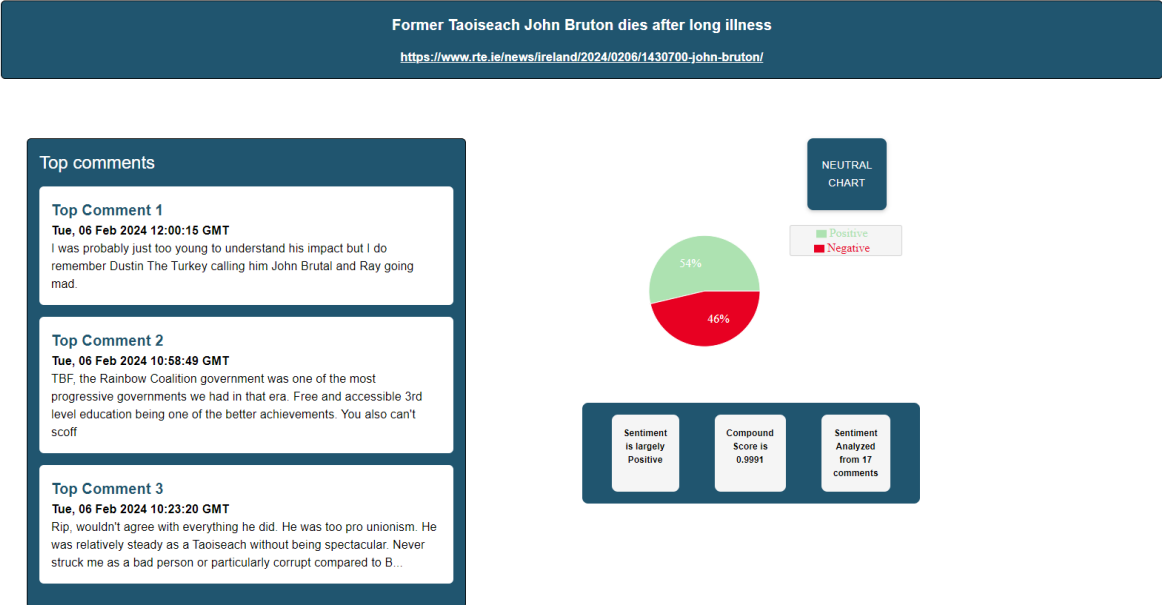 Former Taoiseach John Bruton dies after long illness
https://www.rte.ie/news/ireland/2024/0206/1430700-john-bruton/
Top comments
Top Comment 1
Tue, 06 Feb 2024 12:00:15 GMT
I was probably just too young to understand his impact but I do
remember Dustin The Turkey calling him John Brutal and Ray going
mad.
Top Comment 2
Tue, 06 Feb 2024 10:58:49 GMT
TBF, the Rainbow Coalition government was one of the most
progressive governments we had in that era. Free and accessible 3rd
level education being one of the better achievements. You also can't
scoff
Top Comment 3
Tue, 06 Feb 2024 10:23:20 GMT
Rip, wouldn't agree with everything he did. He was too pro unionism. He
was relatively steady as a Taoiseach without being spectacular. Never
struck me as a bad person or particularly corrupt compared to B...
NEUTRAL
CHART
Positive
Negative
54%
46%
Sentiment
is largely
Positive
Compound
Score is
0.9991
Sentiment
Analyzed
from 17
comments